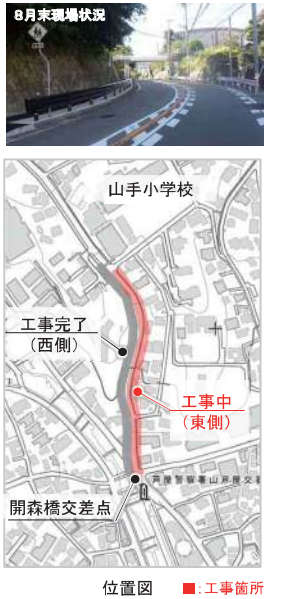 8月末現場状況
山手小学校
工事完了
（西側）
工事中
（東側）
芦屋警察署山芦屋交番
開森橋交差点
位置図
■:工事箇所